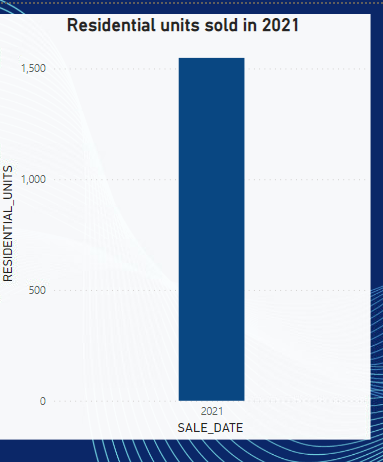 Residential units sold in 2021
1,500
1,000
500
0
RESIDENTIAL_UNITS
2021
SALE_DATE